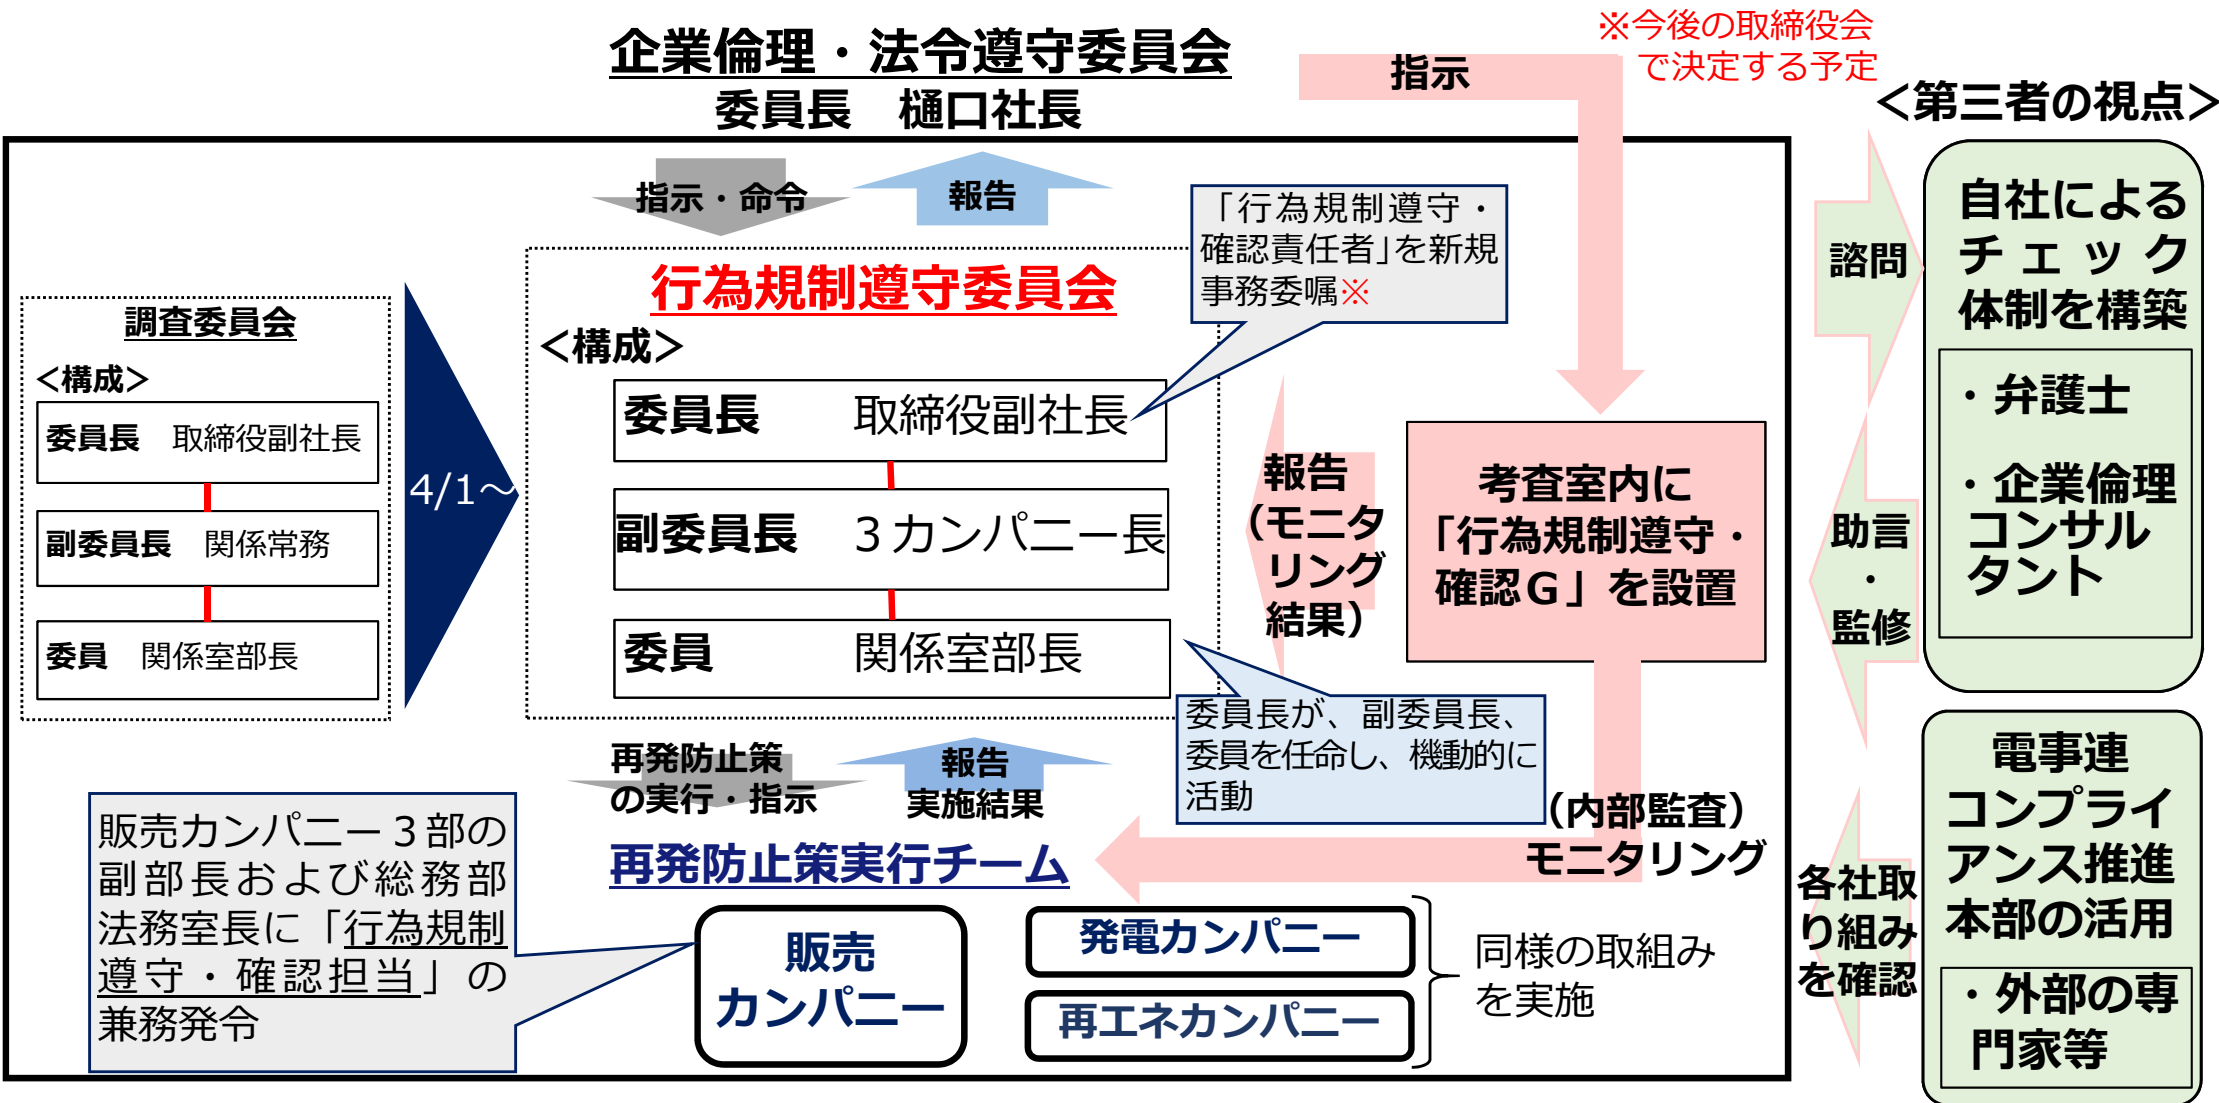 企業倫理・法令遵守委員会
委員長　樋口社長
指示
※今後の取締役会
で決定する予定
＜第三者の視点＞
指示・命令
報告
「行為規制遵守・
確認責任者」を新規
事務委嘱※
諮問
自社による
チェック
体制を構築
・弁護士
・企業倫理
コンサル
タント
助言
・
監修
調査委員会
＜構成＞
委員長　取締役副社長
副委員長　関係常務
委員　関係室部長
4/1～
行為規制遵守委員会
＜構成＞
委員長　取締役副社長
副委員長　３カンパニー長
委員　関係室部長
報告
（モニタ
リング
結果）
考査室内に
「行為規制遵守・
確認Ｇ」を設置
委員長が、副委員長、
委員を任命し、機動的に
活動
再発防止策
の実行・指示
報告
実施結果
（内部監査）
モニタリング
再発防止策実行チーム
販売カンパニー３部の
副部長および総務部
法務室長に「行為規制
遵守・確認担当」の
兼務発令
販売
カンパニー
発電カンパニー
再エネカンパニー
同様の取組み
を実施
各社取
り組み
を確認
電事連
コンプライ
アンス推進
本部の活用
・外部の専
門家等